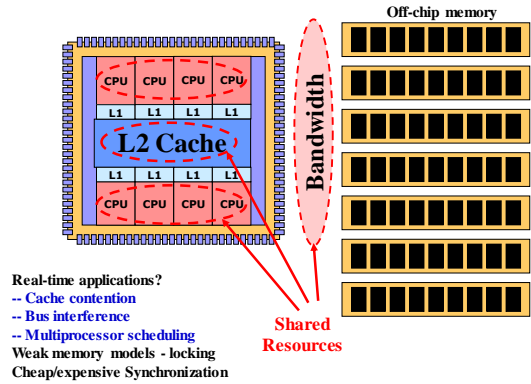 Off-chip memory
CPU CPU CPU CPU
L1 L1 L1 L1
L2 Cache
L1 L1 L1 L1
CPU CPU CPU CPU
Bandwidth
Shared
Resources
Real-time applications?
-- Cache contention
-- Bus interference
-- Multiprocessor scheduling
Weak memory models - locking
Cheap/expensive Synchronization